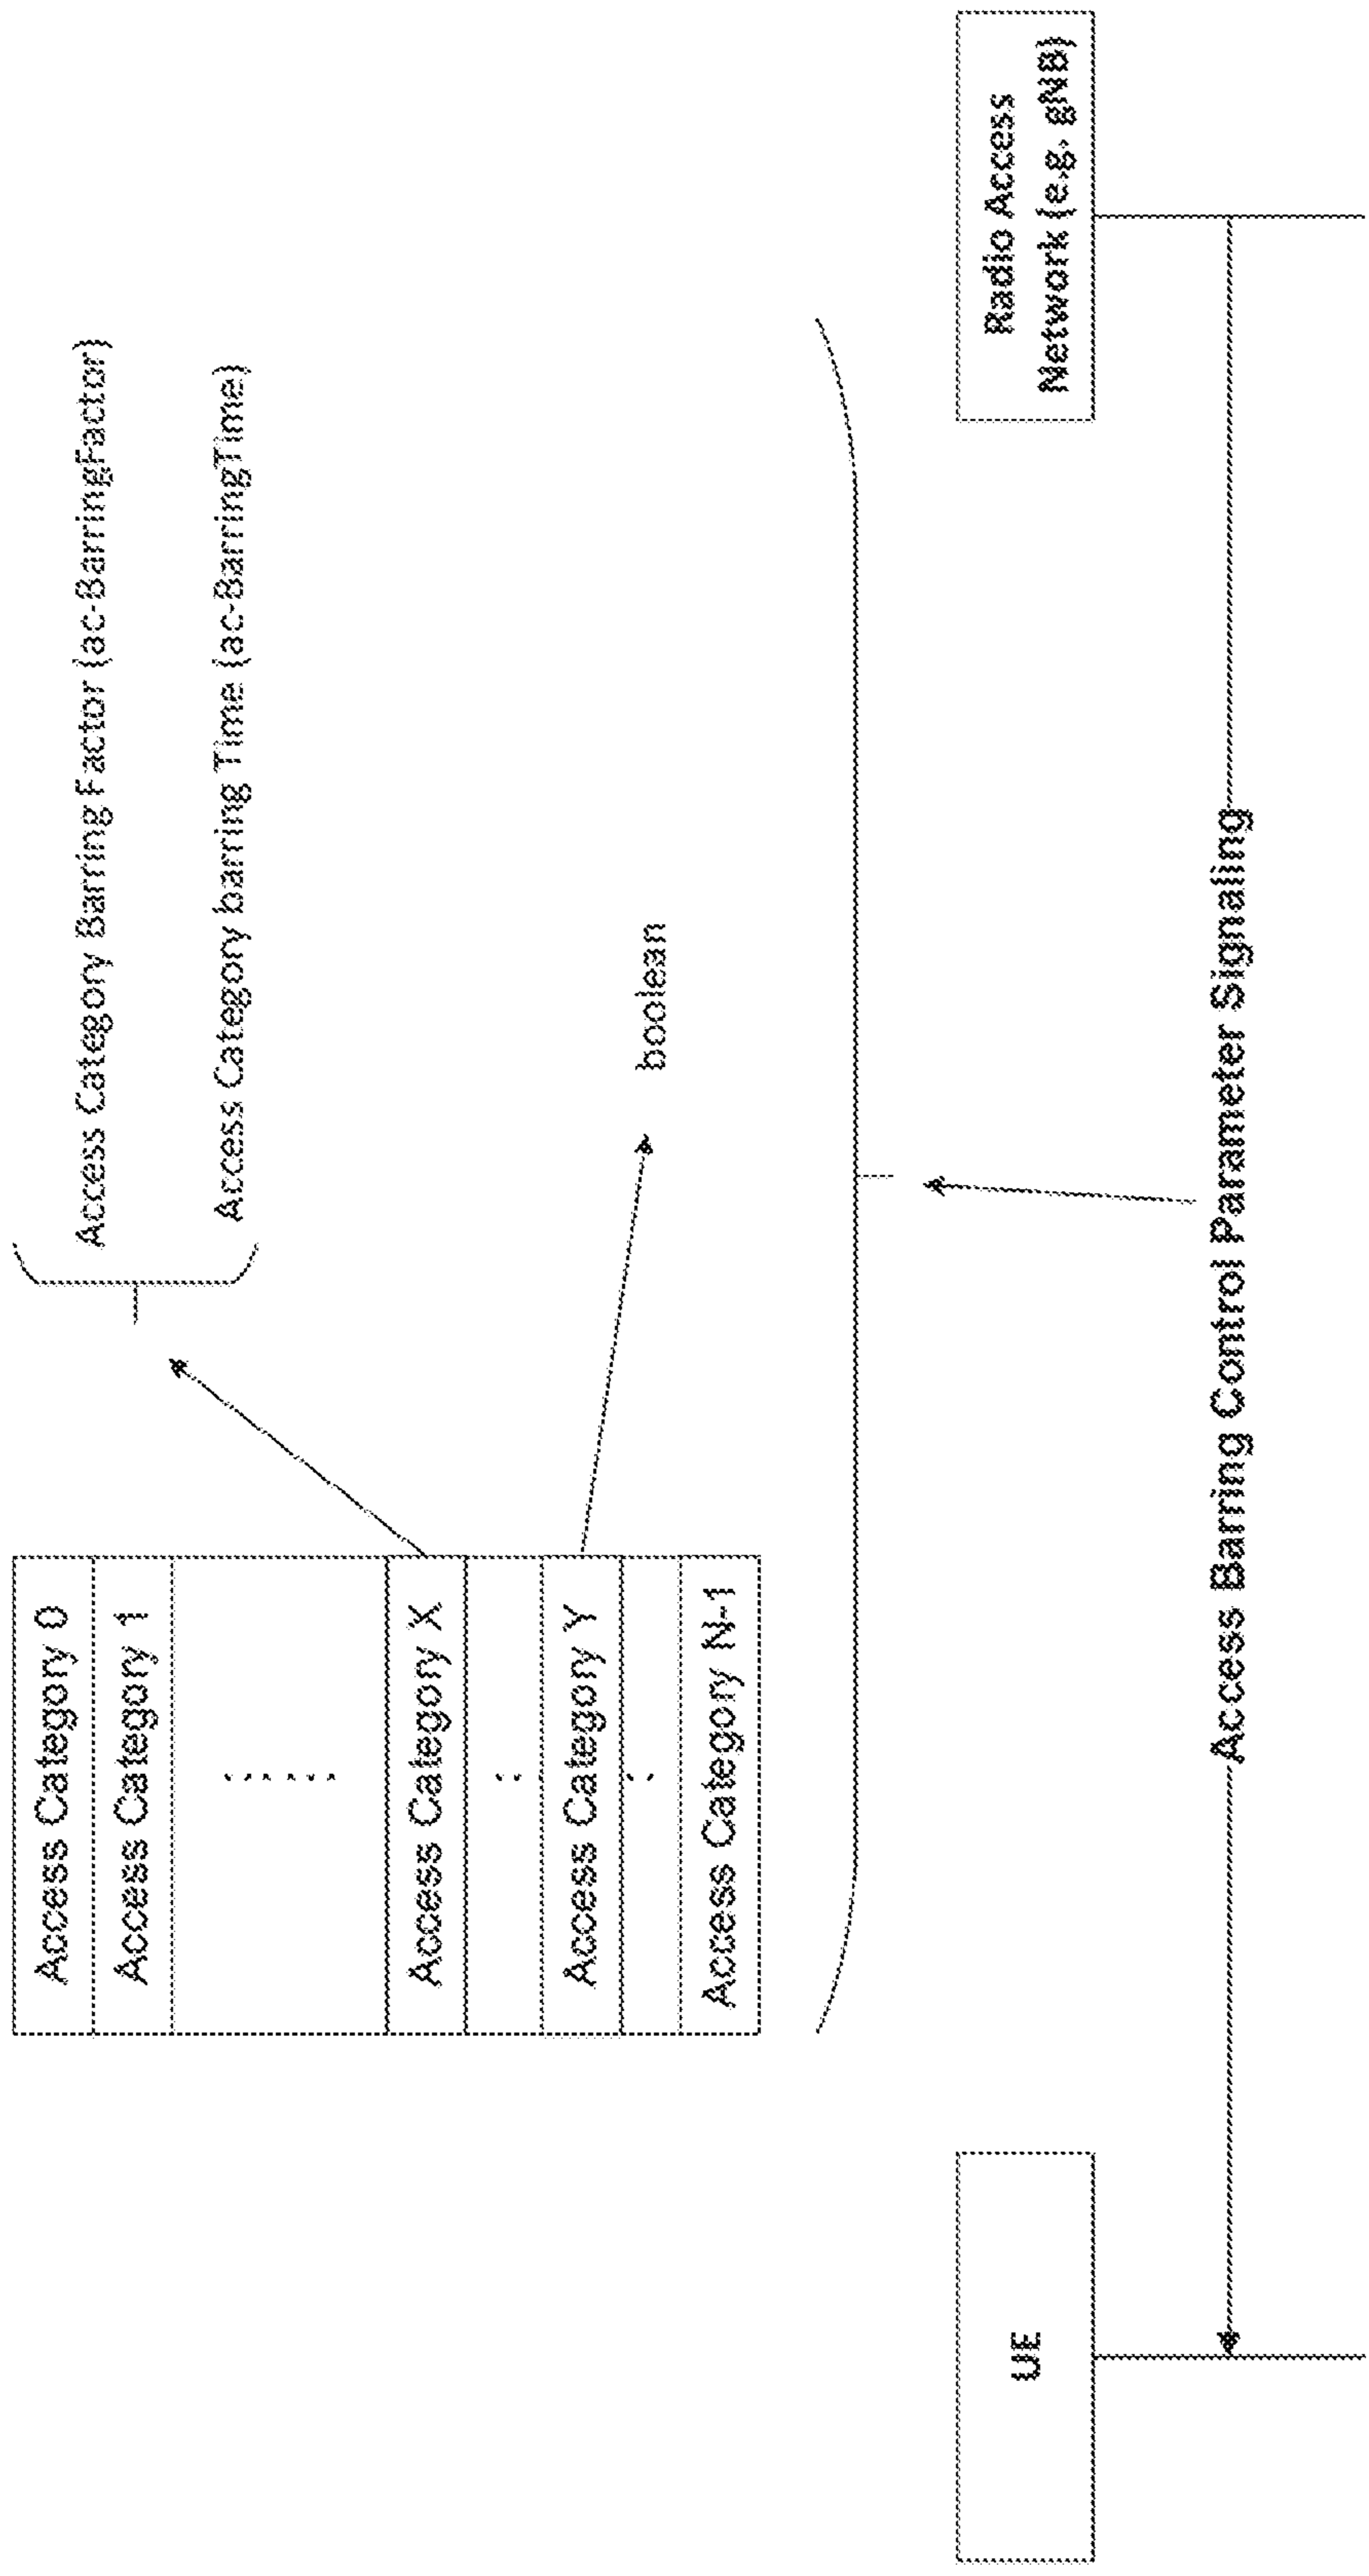 Access Category 0
Access Category 1
......
Access Category X
..
Access Category Y
..
Access Category N-1
Access Category Barring Factor (ac-BarringFactor)
Access Category barring Time (ac-BarringTime)
boolean
UE
Radio Access
Network (e.g. gNB)
Access Barring Control Parameter Signaling